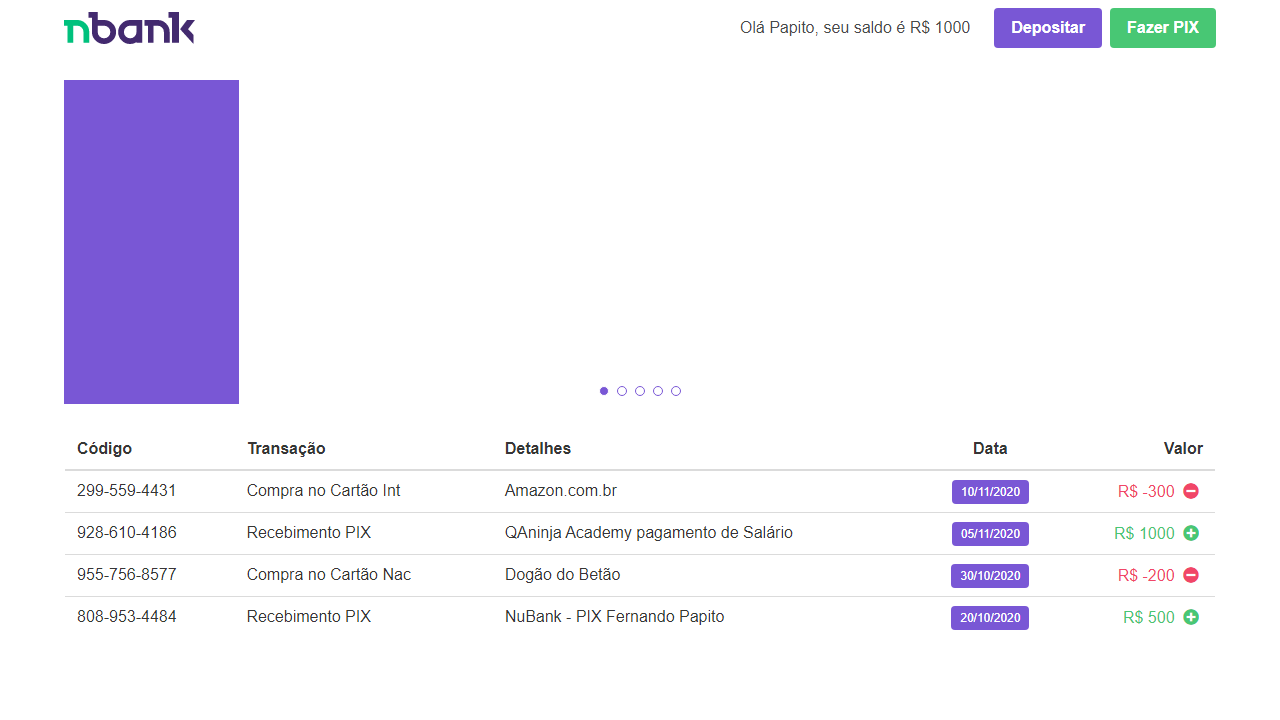 nbank
Olá Papito, seu saldo é R$ 1000 Depositar Fazer PIX
Código Transação Detalhes Data Valor
299-559-4431 Compra no Cartão Int Amazon.com.br 10/11/2020 R$ -300
928-610-4186 Recebimento PIX QAninja Academy pagamento de Salário 05/11/2020 R$ 1000
955-756-8577 Compra no Cartão Nac Dogão do Betão 30/10/2020 R$ -200
808-953-4484 Recebimento PIX NuBank - PIX Fernando Papito 20/10/2020 R$ 500